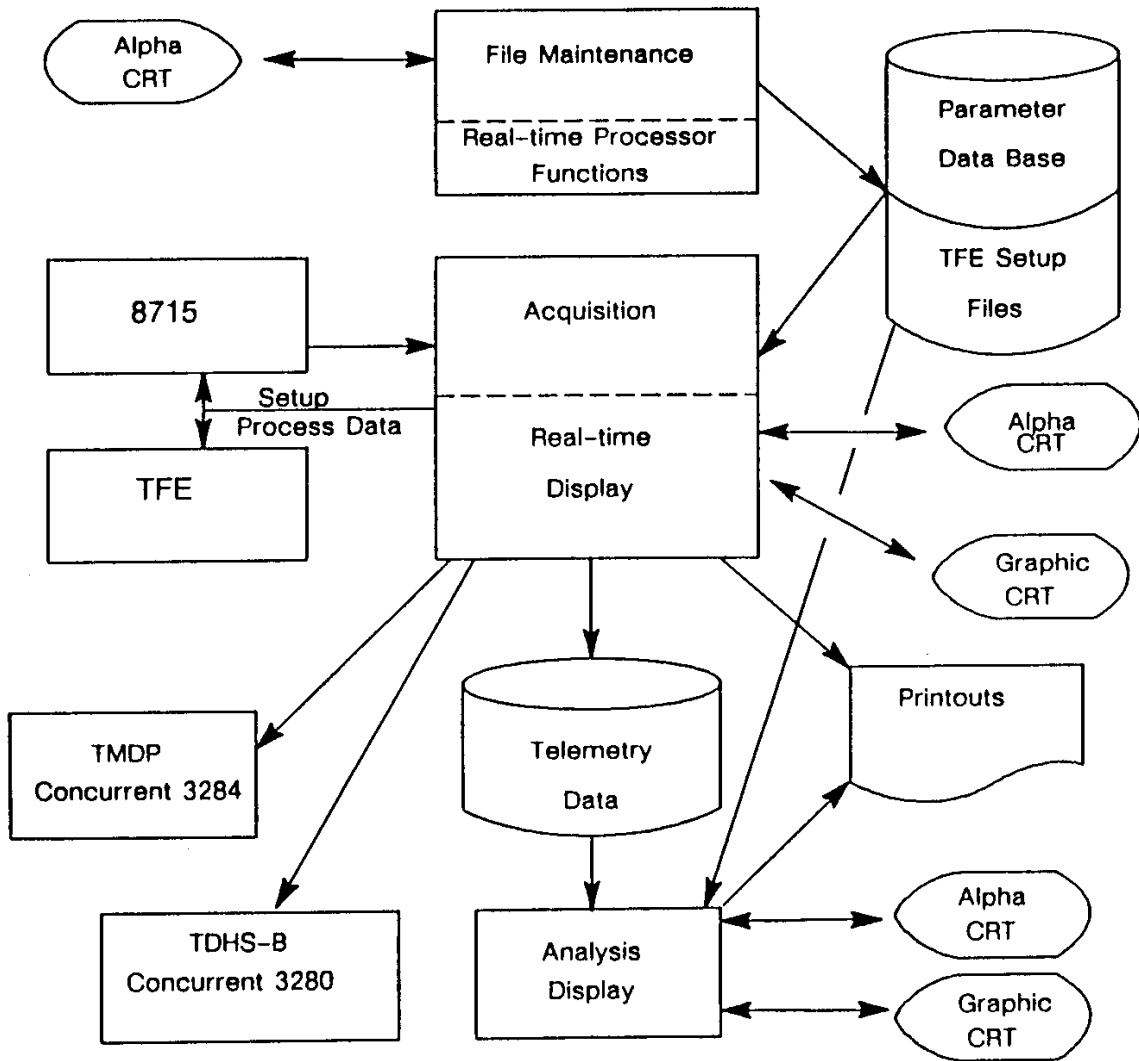 Alpha
CRT
File Maintenance
Real-time Processor
Functions
Parameter
Data Base
TFE Setup
Files
8715
Acquisition
Setup
Process Data
Real-time
Display
TFE
Alpha
CRT
Graphic
CRT
Printouts
TMDP
Concurrent 3284
Telemetry
Data
TDHS-B
Concurrent 3280
Analysis
Display
Alpha
CRT
Graphic
CRT